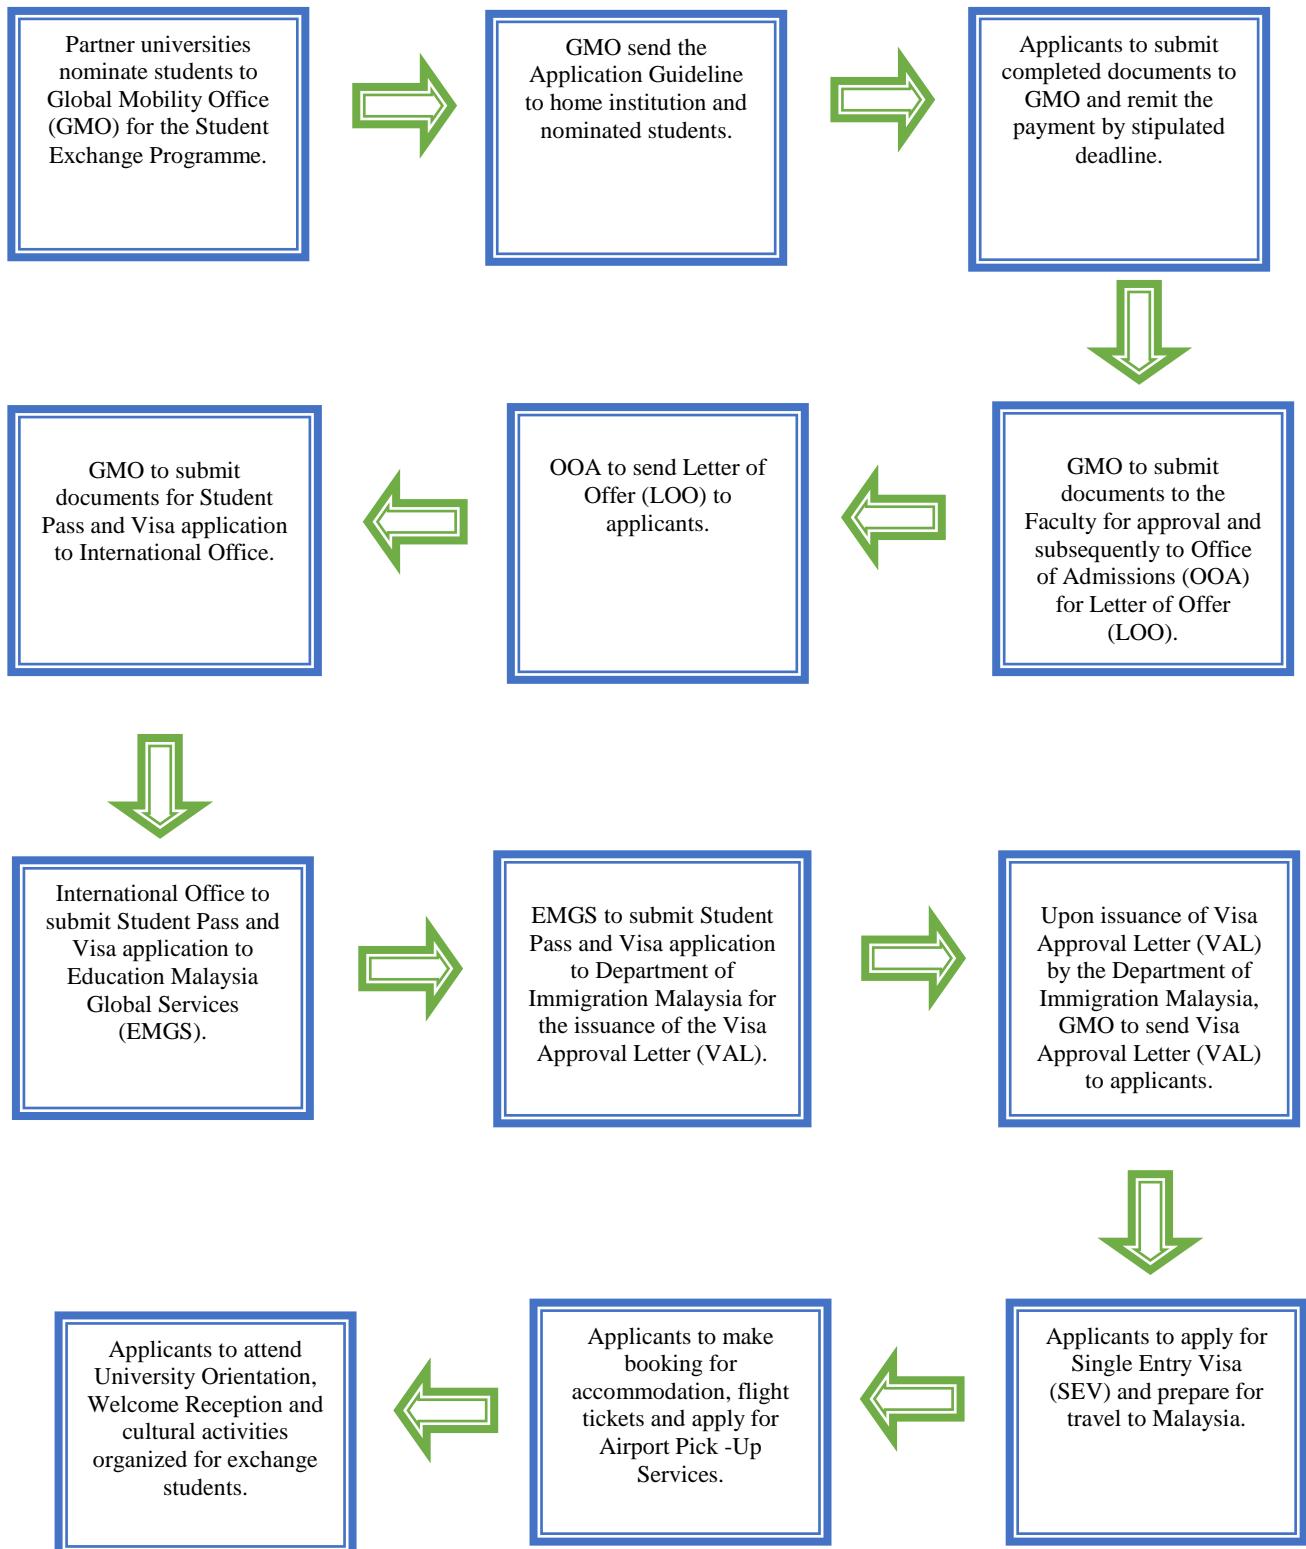 Partner universities
nominate students to
Global Mobility Office
(GMO) for the Student
Exchange Programme.
GMO send the
Application Guideline
to home institution and
nominated students.
Applicants to submit
completed documents to
GMO and remit the
payment by stipulated
deadline.
GMO to submit
documents to the
Faculty for approval and
subsequently to Office
of Admissions (OOA)
for Letter of Offer
(LOO).
OOA to send Letter of
Offer (LOO) to
applicants.
GMO to submit
documents for Student
Pass and Visa application
to International Office.
International Office to
submit Student Pass and
Visa application to
Education Malaysia
Global Services
(EMGS).
EMGS to submit Student
Pass and Visa application
to Department of
Immigration Malaysia for
the issuance of the Visa
Approval Letter (VAL).
Upon issuance of Visa
Approval Letter (VAL)
by the Department of
Immigration Malaysia,
GMO to send Visa
Approval Letter (VAL)
to applicants.
Applicants to apply for
Single Entry Visa
(SEV) and prepare for
travel to Malaysia.
Applicants to make
booking for
accommodation, flight
tickets and apply for
Airport Pick -Up
Services.
Applicants to attend
University Orientation,
Welcome Reception and
cultural activities
organized for exchange
students.